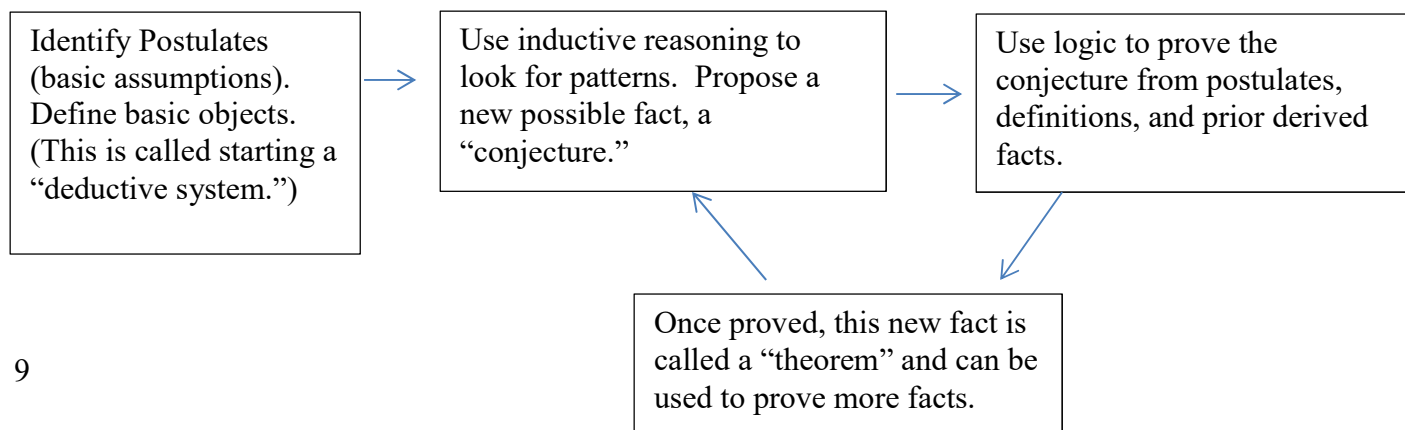 Identify Postulates
(basic assumptions).
Define basic objects.
(This is called starting a
“deductive system.”)
Use inductive reasoning to
look for patterns.  Propose a
new possible fact, a
“conjecture.”
Use logic to prove the
conjecture from postulates,
definitions, and prior derived
facts.
Once proved, this new fact is
called a “theorem” and can be
used to prove more facts.
9